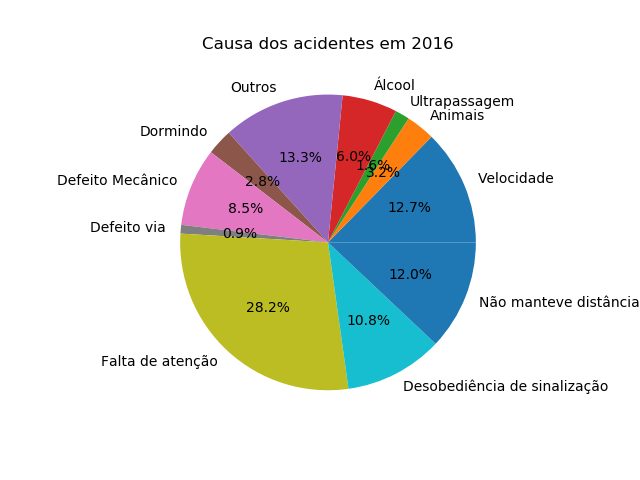 Causa dos acidentes em 2016
Álcool
Outros
Ultrapassagem
Animais
Dormindo
13.3%
6.0%
1.6%
3.2%
Velocidade
Defeito Mecânico
2.8%
8.5%
12.7%
Defeito via
0.9%
12.0%
Não manteve distância
28.2%
10.8%
Falta de atenção
Desobediência de sinalização